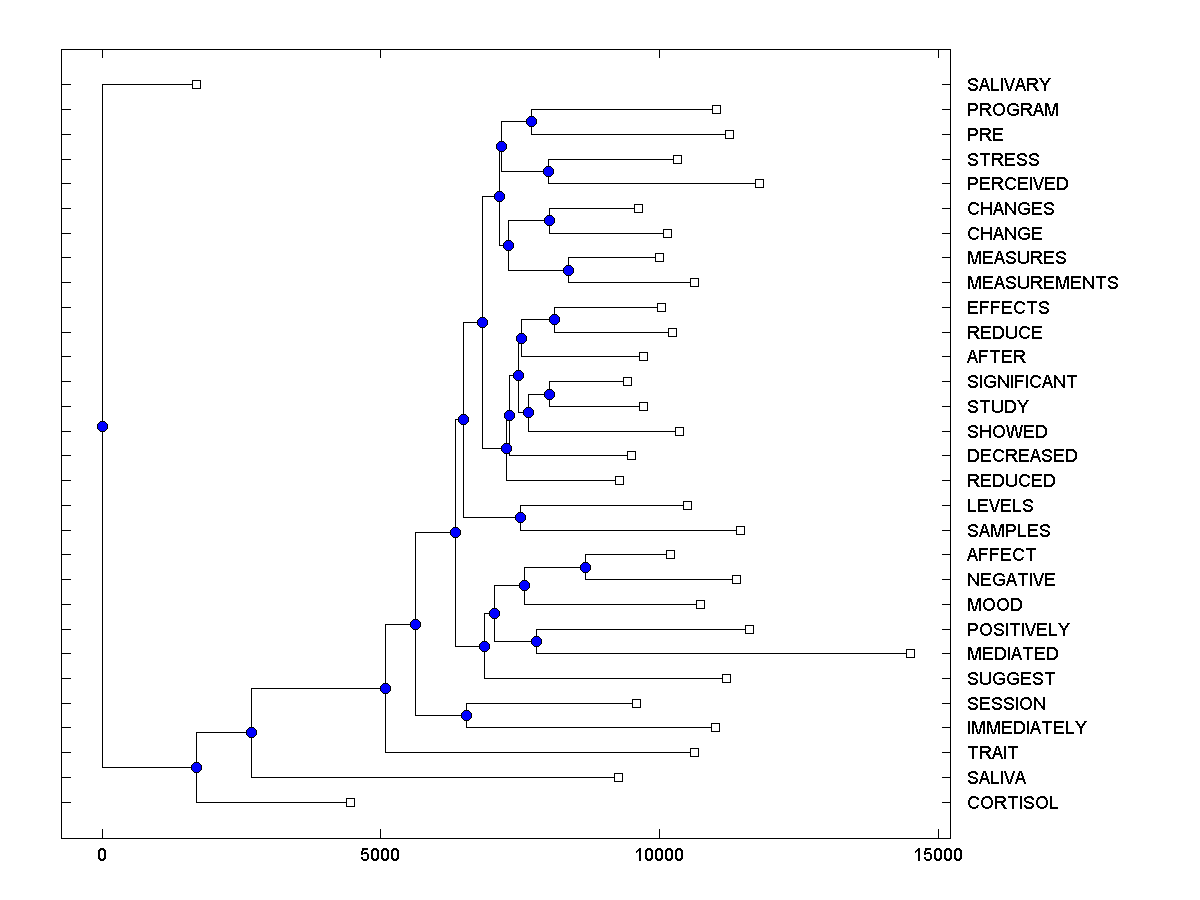 SALIVARY
PROGRAM
PRE
STRESS
PERCEIVED
CHANGES
CHANGE
MEASURES
MEASUREMENTS
EFFECTS
REDUCE
AFTER
SIGNIFICANT
STUDY
SHOWED
DECREASED
REDUCED
LEVELS
SAMPLES
AFFECT
NEGATIVE
MOOD
POSITIVELY
MEDIATED
SUGGEST
SESSION
IMMEDIATELY
TRAIT
SALIVA
CORTISOL
0 5000 10000 15000